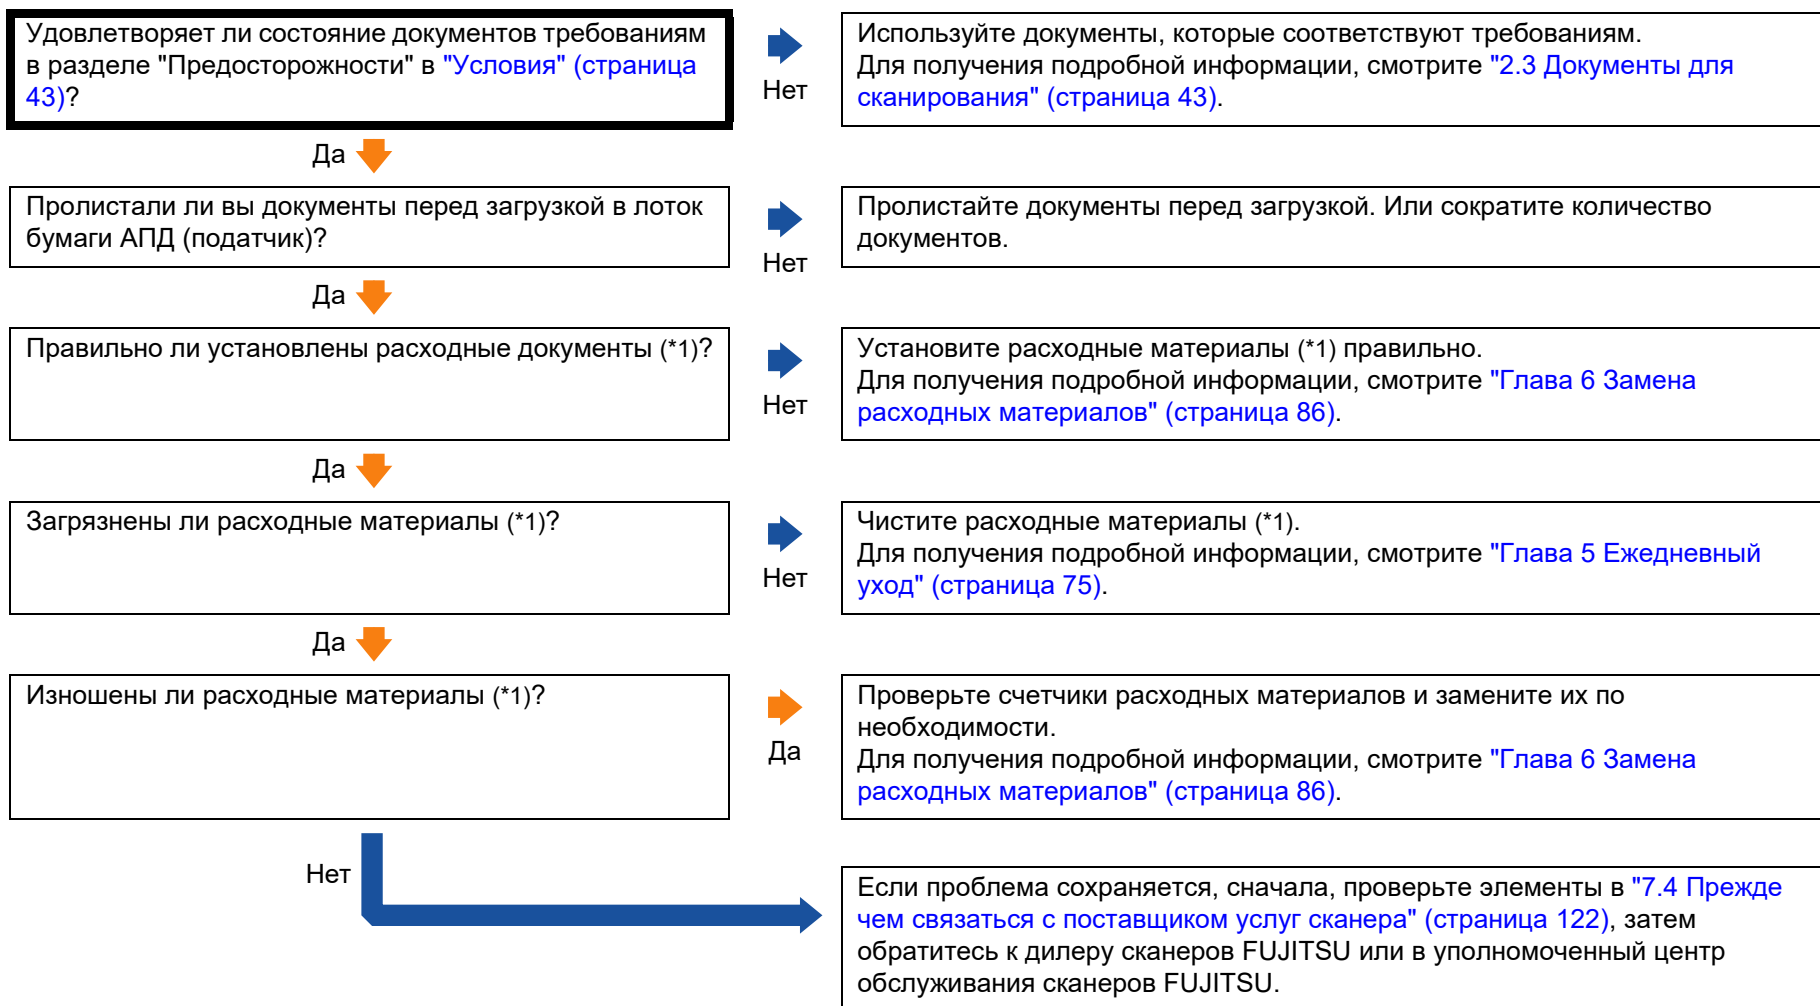 Удовлетворяет ли состояние документов требованиям
в разделе "Предосторожности" в "Условия" (страница
43)?
Нет
Используйте документы, которые соответствуют требованиям.
Для получения подробной информации, смотрите "2.3 Документы для
сканирования" (страница 43).
Да
Пролистали ли вы документы перед загрузкой в лоток
бумаги АПД (податчик)?
Нет
Пролистайте документы перед загрузкой. Или сократите количество
документов.
Да
Правильно ли установлены расходные документы (*1)?
Нет
Установите расходные материалы (*1) правильно.
Для получения подробной информации, смотрите "Глава 6 Замена
расходных материалов" (страница 86).
Да
Загрязнены ли расходные материалы (*1)?
Нет
Чистите расходные материалы (*1).
Для получения подробной информации, смотрите "Глава 5 Ежедневный
уход" (страница 75).
Да
Изношены ли расходные материалы (*1)?
Да
Проверьте счетчики расходных материалов и замените их по
необходимости.
Для получения подробной информации, смотрите "Глава 6 Замена
расходных материалов" (страница 86).
Нет
Если проблема сохраняется, сначала, проверьте элементы в "7.4 Прежде
чем связаться с поставщиком услуг сканера" (страница 122), затем
обратитесь к дилеру сканеров FUJITSU или в уполномоченный центр
обслуживания сканеров FUJITSU.